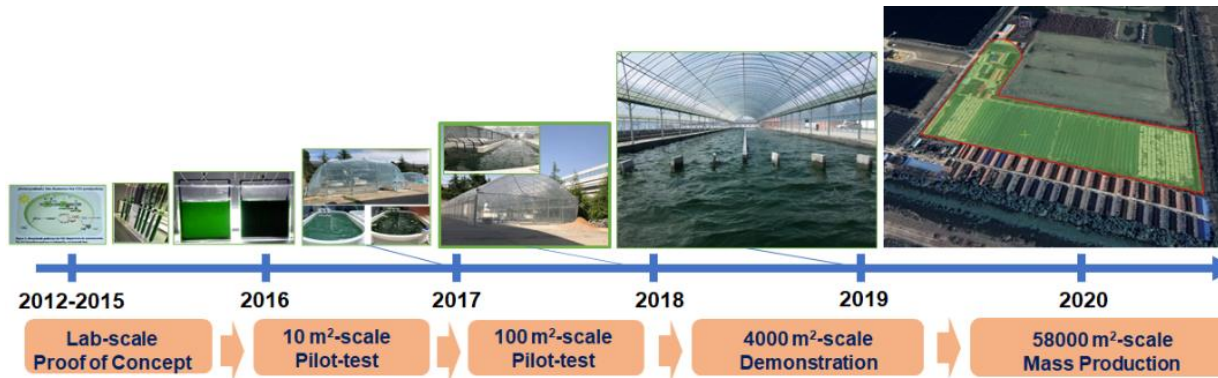 2012-2015
2016
2017
2018
2019
2020
Lab-scale
Proof of Concept
10 m²-scale
Pilot-test
100 m²-scale
Pilot-test
4000 m²-scale
Demonstration
58000 m²-scale
Mass Production